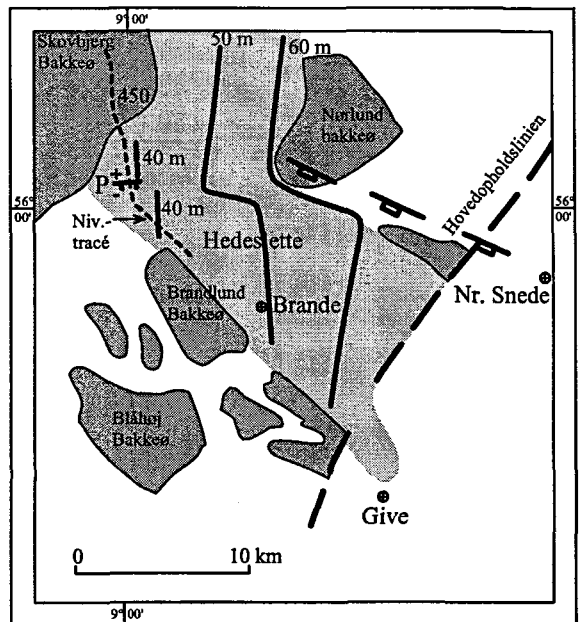 9° 00'
Skovbjerg
Bakkeø
50 m
60 m
450
Nørlund
bakkeø
Hovedopholdslinien
40 m
P
+
-
56°
00'
56°
00'
40 m
Niv.-
tracé
Hedeslette
Nr. Snede
Brandlund
Bakkeø
Brande
Blåhøj
Bakkeø
Give
0 10 km
9° 00'